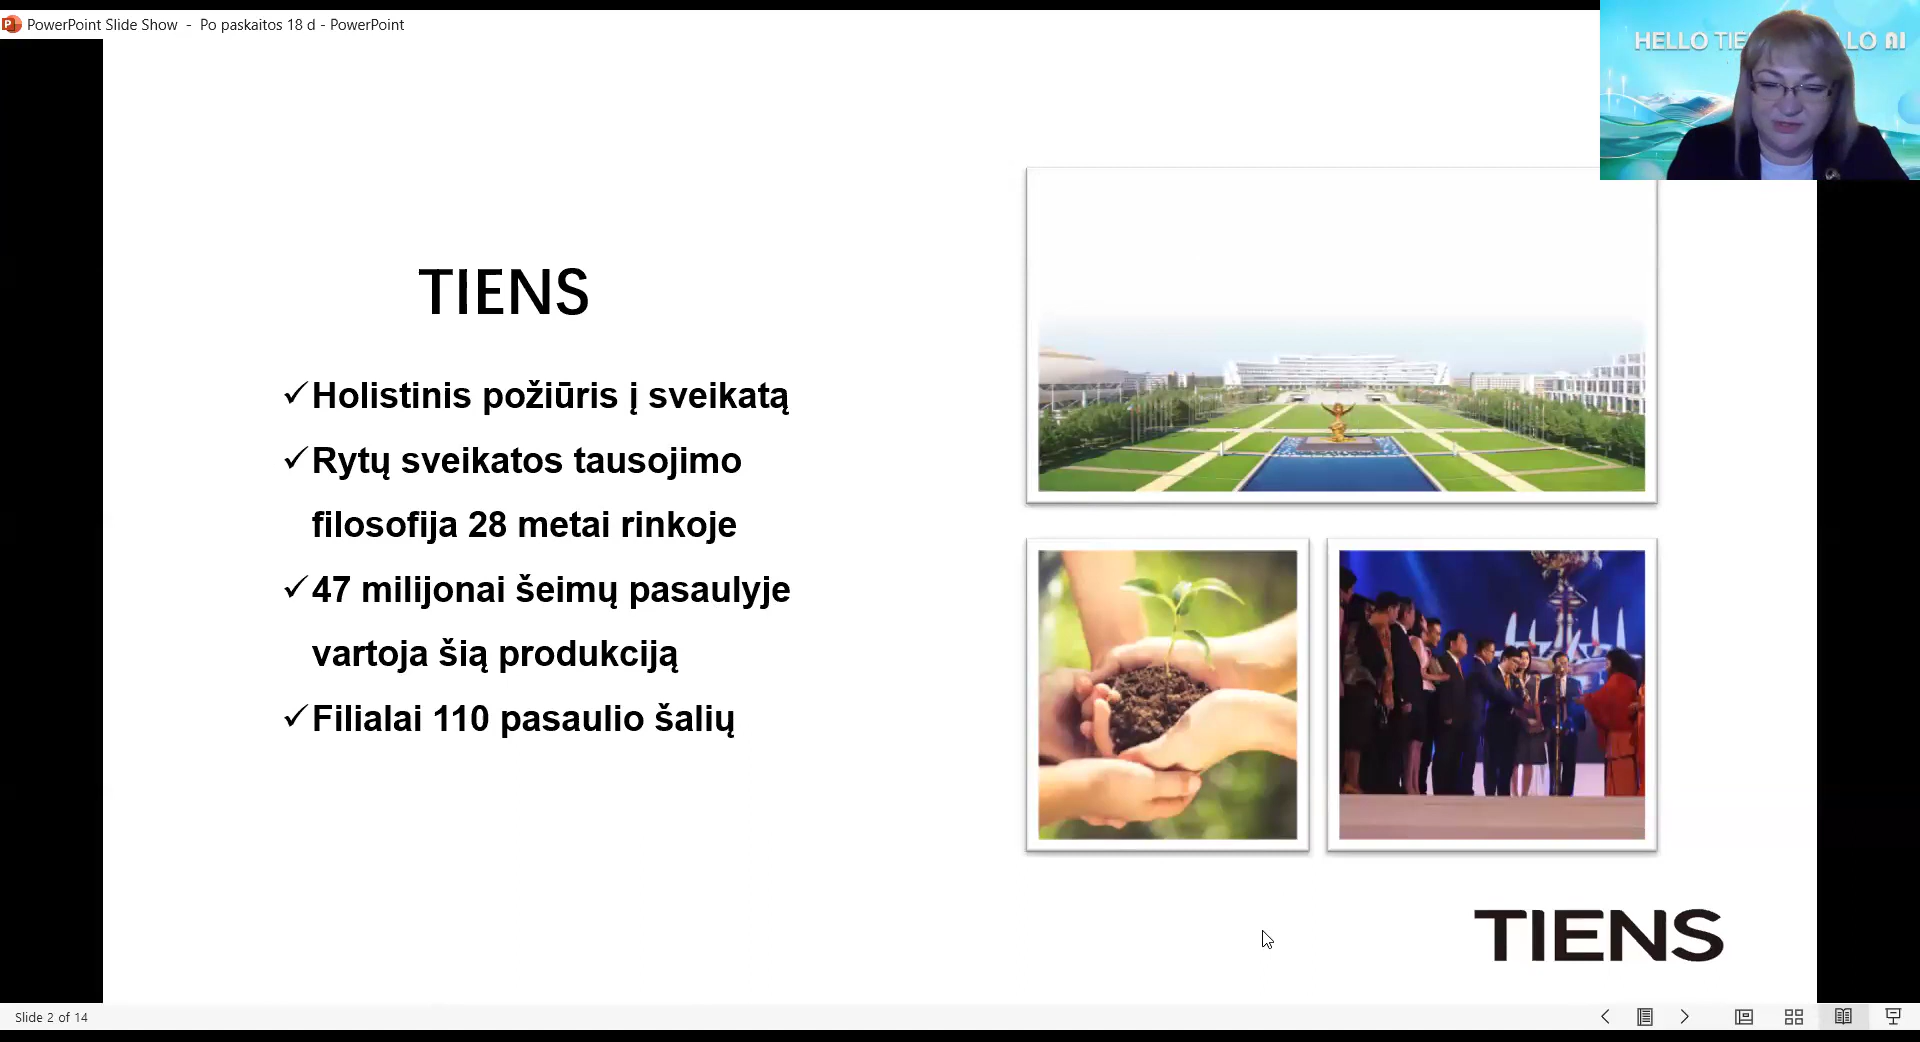 PowerPoint Slide Show - Po paskaitos 18 d - PowerPoint
HELLO TIE LLO AI
TIENS
✓Holistinis požiūris į sveikatą
✓Rytų sveikatos tausojimo
filosofija 28 metai rinkoje
✓47 milijonai šeimų pasaulyje
vartoja šią produkciją
✓Filialai 110 pasaulio šalių
TIENS
Slide 2 of 14